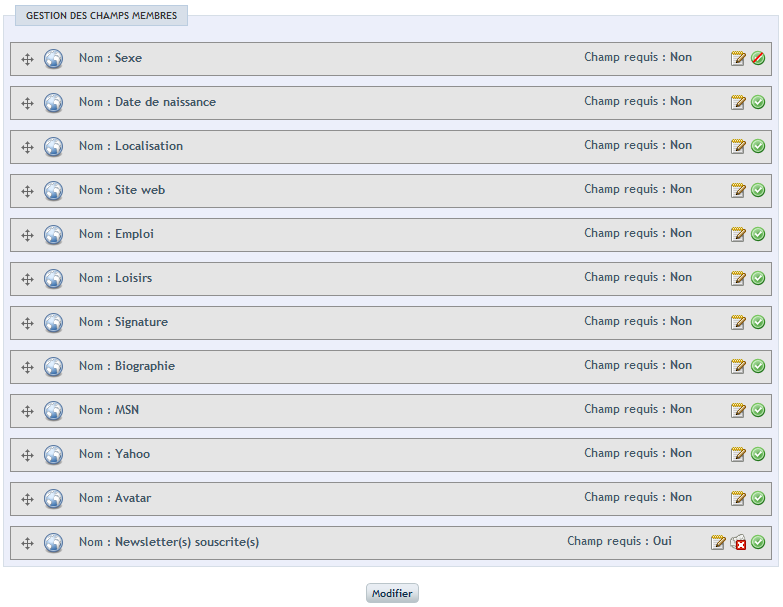 GESTION DES CHAMPS MEMBRES
Nom : Sexe Champ requis : Non
Nom : Date de naissance Champ requis : Non
Nom : Localisation Champ requis : Non
Nom : Site web Champ requis : Non
Nom : Emploi Champ requis : Non
Nom : Loisirs Champ requis : Non
Nom : Signature Champ requis : Non
Nom : Biographie Champ requis : Non
Nom : MSN Champ requis : Non
Nom : Yahoo Champ requis : Non
Nom : Avatar Champ requis : Non
Nom : Newsletter(s) souscrite(s) Champ requis : Oui
Modifier